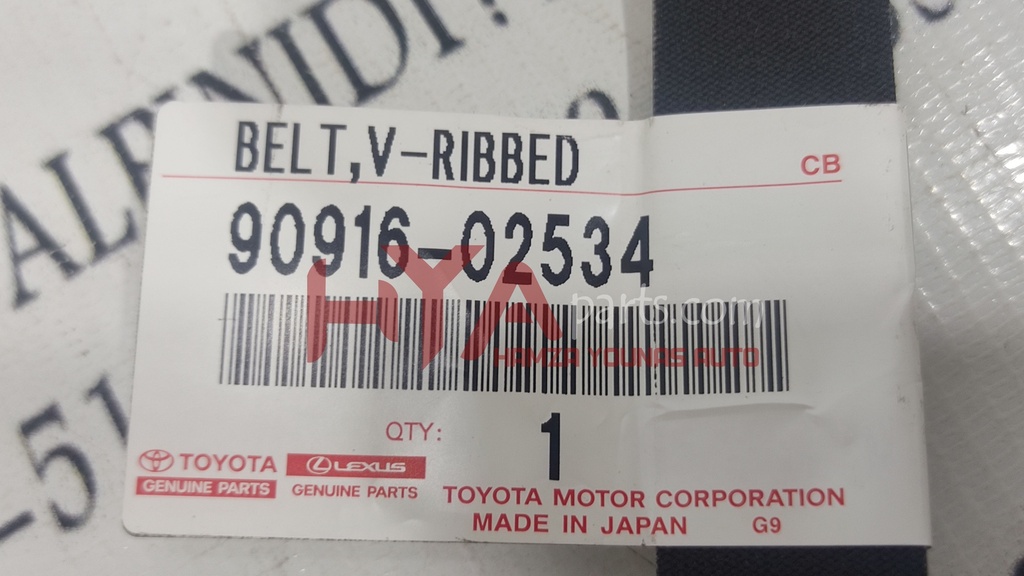 BELT,V-RIBBED
CB
90916-02534
HYA parts.com
HAMZA YOUNAS AUTO
QTY: 1
TOYOTA
GENUINE PARTS
LEXUS
GENUINE PARTS
TOYOTA MOTOR CORPORATION
MADE IN JAPAN G9